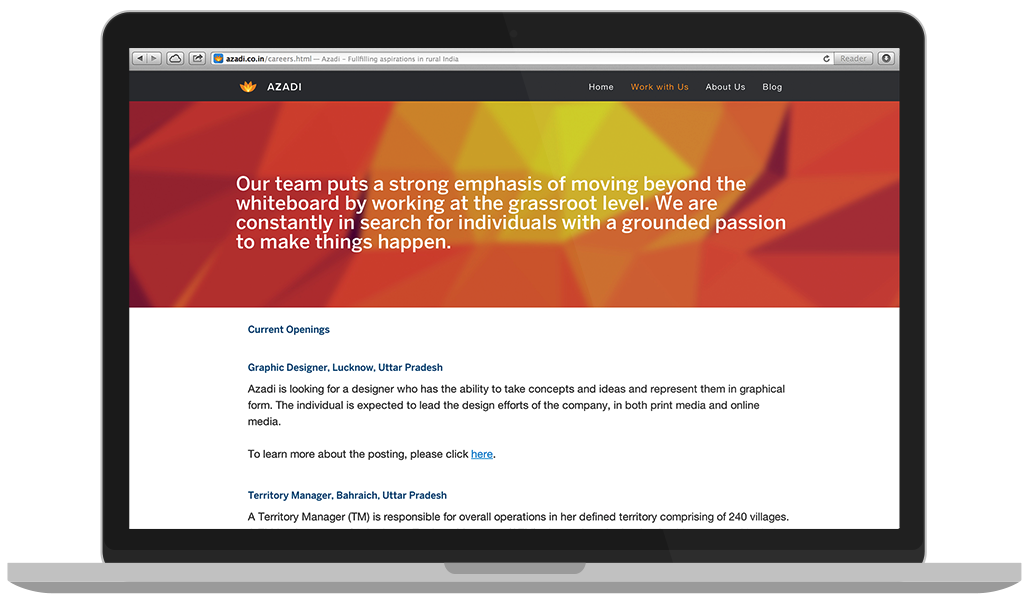 azadi.co.in/careers.html — Azadi – Fullfilling aspirations in rural India
Reader
AZADI
Home Work with Us About Us Blog
Our team puts a strong emphasis of moving beyond the
whiteboard by working at the grassroot level. We are
constantly in search for individuals with a grounded passion
to make things happen.
Current Openings
Graphic Designer, Lucknow, Uttar Pradesh
Azadi is looking for a designer who has the ability to take concepts and ideas and represent them in graphical
form. The individual is expected to lead the design efforts of the company, in both print media and online
media.
To learn more about the posting, please click here.
Territory Manager, Bahraich, Uttar Pradesh
A Territory Manager (TM) is responsible for overall operations in her defined territory comprising of 240 villages.